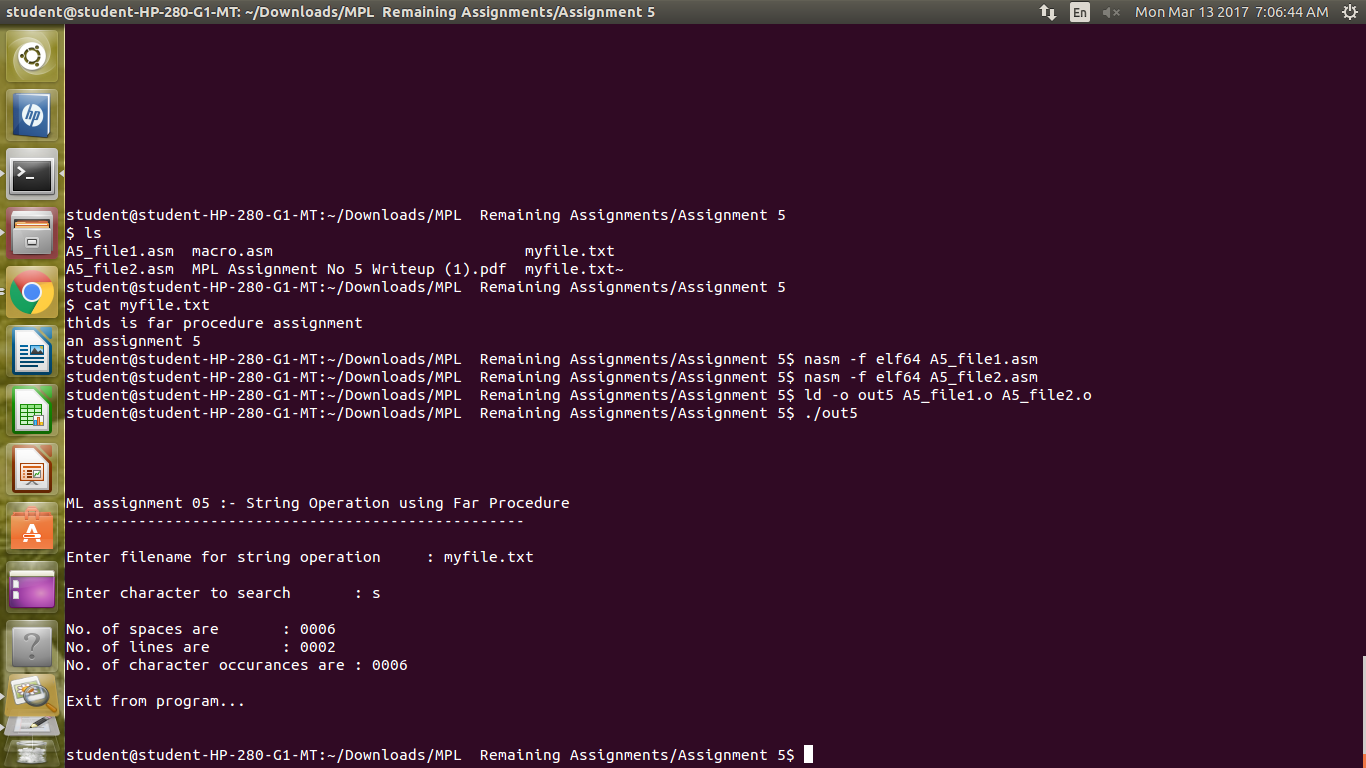 student@student-HP-280-G1-MT: ~/Downloads/MPL  Remaining Assignments/Assignment 5
En
Mon Mar 13 2017 7:06:44 AM
student@student-HP-280-G1-MT:~/Downloads/MPL  Remaining Assignments/Assignment 5
$ ls
A5_file1.asm  macro.asm                            myfile.txt
A5_file2.asm  MPL Assignment No 5 Writeup (1).pdf  myfile.txt~
student@student-HP-280-G1-MT:~/Downloads/MPL  Remaining Assignments/Assignment 5
$ cat myfile.txt
thids is far procedure assignment
an assignment 5
student@student-HP-280-G1-MT:~/Downloads/MPL  Remaining Assignments/Assignment 5$ nasm -f elf64 A5_file1.asm
student@student-HP-280-G1-MT:~/Downloads/MPL  Remaining Assignments/Assignment 5$ nasm -f elf64 A5_file2.asm
student@student-HP-280-G1-MT:~/Downloads/MPL  Remaining Assignments/Assignment 5$ ld -o out5 A5_file1.o A5_file2.o
student@student-HP-280-G1-MT:~/Downloads/MPL  Remaining Assignments/Assignment 5$ ./out5
ML assignment 05 :- String Operation using Far Procedure
---------------------------------------------------
Enter filename for string operation     : myfile.txt
Enter character to search       : s
No. of spaces are       : 0006
No. of lines are        : 0002
No. of character occurances are : 0006
Exit from program...
student@student-HP-280-G1-MT:~/Downloads/MPL  Remaining Assignments/Assignment 5$